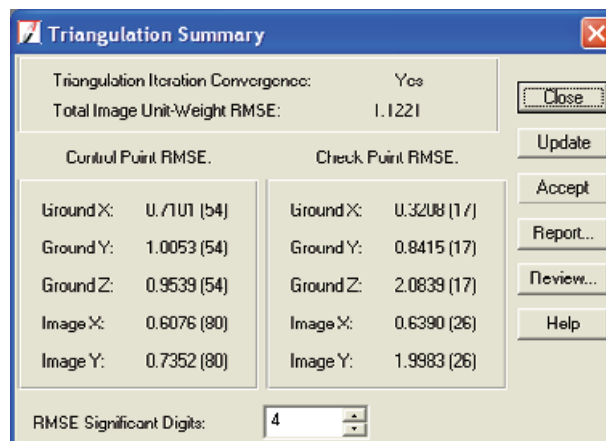 Triangulation Summary
Triangulation Iteration Convergence: Yes
Total Image Unit-Weight RMSE: 1.1221
Control Point RMSE. Check Point RMSE.
Ground X: 0.7101 (54) Ground X: 0.3208 (17)
Ground Y: 1.0053 (54) Ground Y: 0.8415 (17)
Ground Z: 0.9539 (54) Ground Z: 2.0839 (17)
Image X: 0.6076 (80) Image X: 0.6390 (26)
Image Y: 0.7352 (80) Image Y: 1.9983 (26)
RMSE Significant Digits: 4
Close
Update
Accept
Report...
Review...
Help